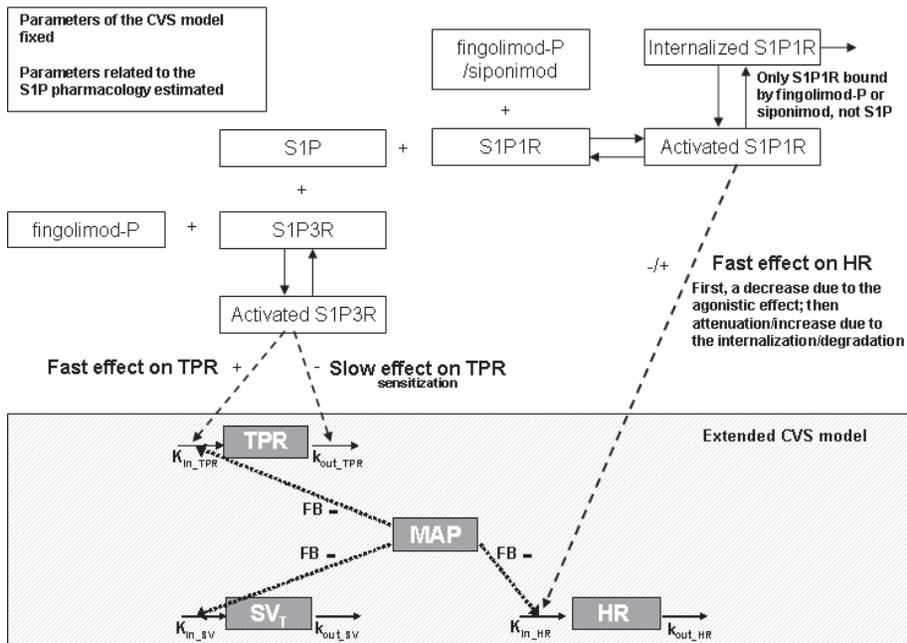 Parameters of the CVS model
fixed
Parameters related to the
S1P pharmacology estimated
fingolimod-P
/siponimod
Internalized S1P1R
Only S1P1R bound
by fingolimod-P or
siponimod, not S1P
+
S1P
+
S1P1R
Activated S1P1R
+
fingolimod-P
+
S1P3R
-/+
Fast effect on HR
First, a decrease due to the
agonistic effect; then
attenuation/increase due to
the internalization/degradation
Activated S1P3R
Fast effect on TPR
+
-
Slow effect on TPR
sensitization
Extended CVS model
TPR
K_in_TPR
k_out_TPR
FB -
MAP
FB -
FB -
SV_T
K_in_SV
k_out_SV
HR
K_in_HR
k_out_HR